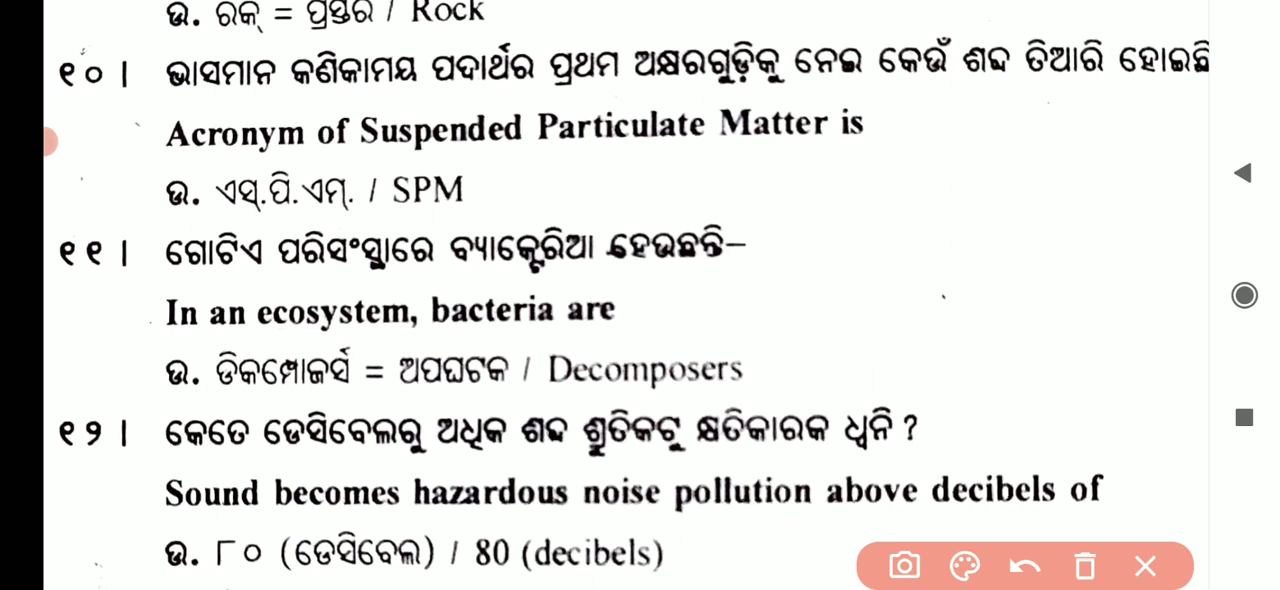 ଉ. ରକ୍ = ପ୍ରସ୍ତର / Rock
୧୦। ଭାସମାନ କଣିକାମୟ ପଦାର୍ଥର ପ୍ରଥମ ଅକ୍ଷରଗୁଡ଼ିକୁ ନେଇ କେଉଁ ଶବ୍ଦ ତିଆରି ହୋଇଛି
Acronym of Suspended Particulate Matter is
ଉ. ଏସ୍.ପି.ଏମ୍. / SPM
୧୧। ଗୋଟିଏ ପରିସଂସ୍ଥାରେ ବ୍ୟାକ୍ଟେରିଆ ହେଉଛନ୍ତି–
In an ecosystem, bacteria are
ଉ. ଡିକମ୍ପୋଜର୍ସ = ଅପଘଟକ / Decomposers
୧୨। କେତେ ଡେସିବେଲରୁ ଅଧିକ ଶବ୍ଦ ଶ୍ରୁତିକଟୁ କ୍ଷତିକାରକ ଧ୍ୱନି ?
Sound becomes hazardous noise pollution above decibels of
ଉ. ୮୦ (ଡେସିବେଲ) / 80 (decibels)